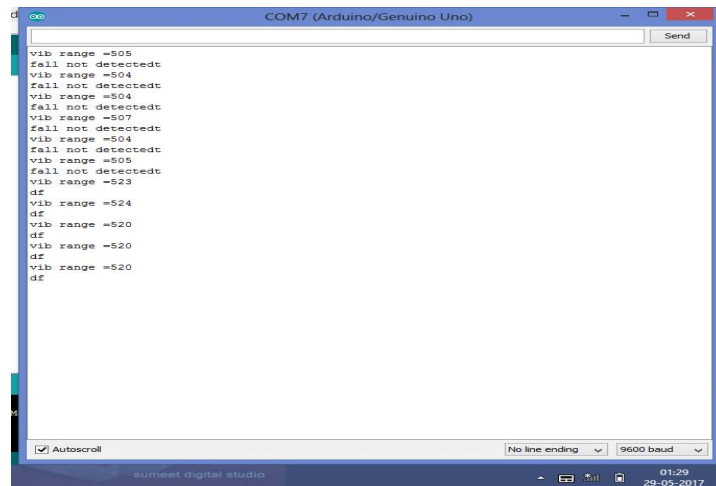 COM7 (Arduino/Genuino Uno)
Send
vib range =505
fall not detectedt
vib range =504
fall not detectedt
vib range =504
fall not detectedt
vib range =507
fall not detectedt
vib range =504
fall not detectedt
vib range =505
fall not detectedt
vib range =523
df
vib range =524
df
vib range =520
df
vib range =520
df
vib range =520
df
Autoscroll
No line ending
9600 baud
sumeet digital studio
01:29
29-05-2017